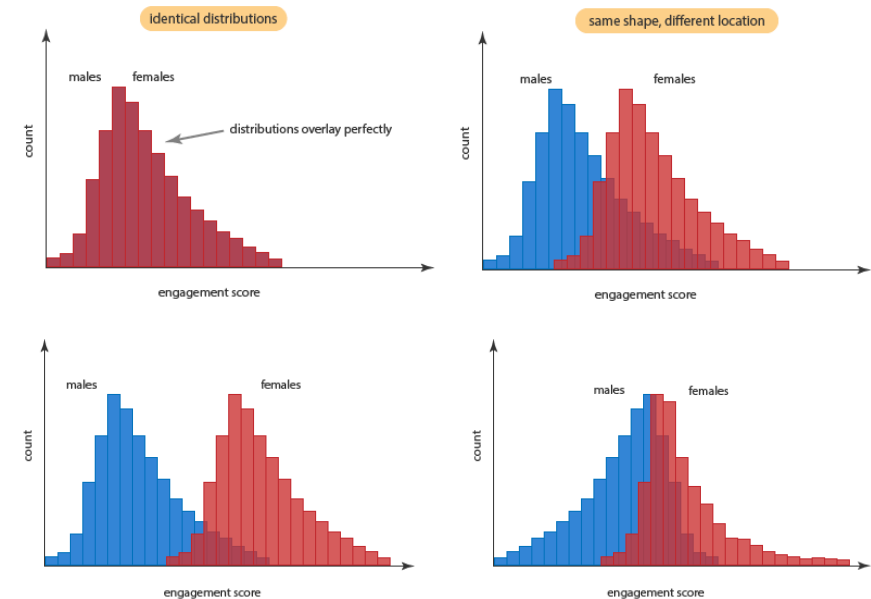 identical distributions
males
females
distributions overlay perfectly
count
engagement score
same shape, different location
males
females
count
engagement score
males
females
count
engagement score
males
females
count
engagement score